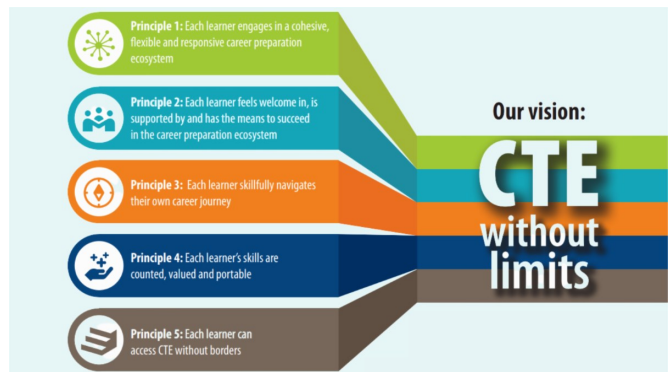 Principle 1: Each learner engages in a cohesive,
flexible and responsive career preparation
ecosystem
Principle 2: Each learner feels welcome in, is
supported by and has the means to succeed
in the career preparation ecosystem
Principle 3: Each learner skillfully navigates
their own career journey
Principle 4: Each learner's skills are
counted, valued and portable
Principle 5: Each learner can
access CTE without borders
Our vision:
CTE
without
limits